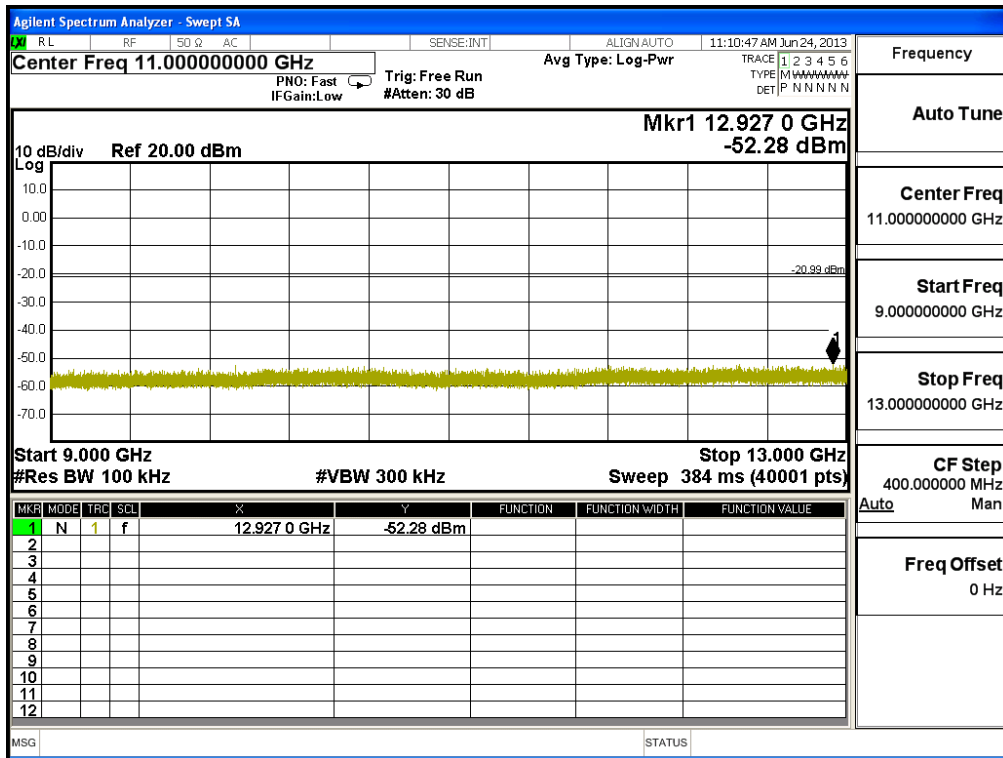 Agilent Spectrum Analyzer - Swept SA
LXI RL RF 50 Ω AC SENSE:INT ALIGN AUTO 11:10:47 AM Jun 24, 2013
Center Freq 11.000000000 GHz
PNO: Fast
IFGain:Low
Trig: Free Run
#Atten: 30 dB
Avg Type: Log-Pwr
TRACE 1 2 3 4 5 6
TYPE M
DET P N N N N N
Mkr1 12.927 0 GHz
-52.28 dBm
10 dB/div Ref 20.00 dBm
Log
10.0
0.00
-10.0
-20.0
-20.99 dBm
-30.0
-40.0
1
-50.0
-60.0
-70.0
Start 9.000 GHz Stop 13.000 GHz
#Res BW 100 kHz #VBW 300 kHz Sweep 384 ms (40001 pts)
MKR MODE TRC SCL X Y FUNCTION FUNCTION WIDTH FUNCTION VALUE
1 N 1 f 12.927 0 GHz -52.28 dBm
2
3
4
5
6
7
8
9
10
11
12
MSG STATUS
Frequency
Auto Tune
Center Freq
11.000000000 GHz
Start Freq
9.000000000 GHz
Stop Freq
13.000000000 GHz
CF Step
400.000000 MHz
Auto Man
Freq Offset
0 Hz